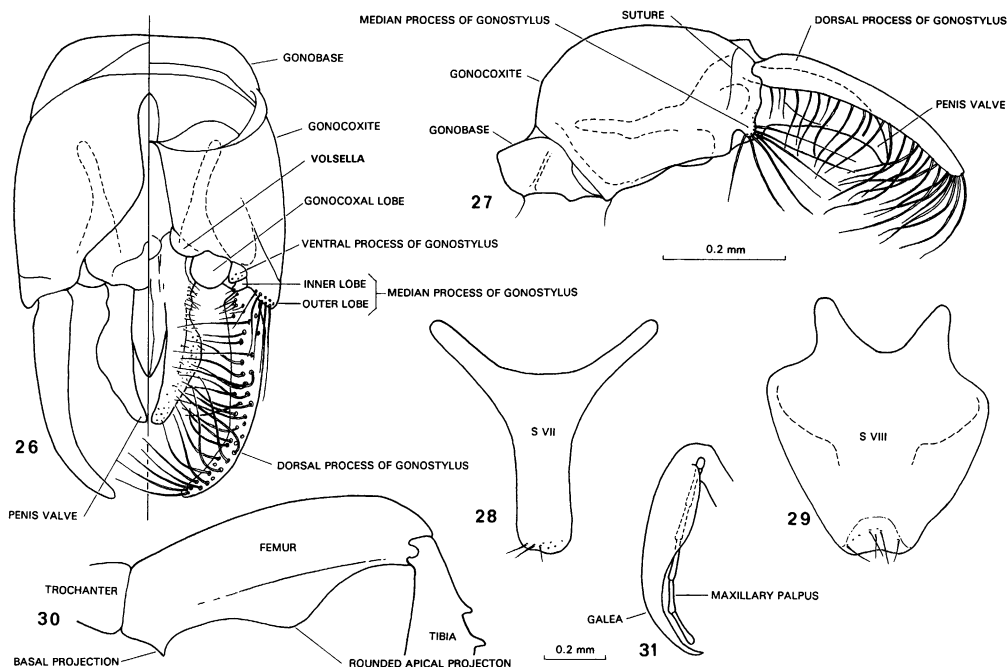 GONOBASE
GONOCOXITE
VOLSELLA
GONOCOXAL LOBE
VENTRAL PROCESS OF GONOSTYLUS
INNER LOBE
OUTER LOBE
MEDIAN PROCESS OF GONOSTYLUS
DORSAL PROCESS OF GONOSTYLUS
PENIS VALVE
26
MEDIAN PROCESS OF GONOSTYLUS
SUTURE
DORSAL PROCESS OF GONOSTYLUS
GONOCOXITE
PENIS VALVE
GONOBASE
27
0.2 mm
S VII
28
S VIII
29
FEMUR
TROCHANTER
30
TIBIA
BASAL PROJECTION
ROUNDED APICAL PROJECTON
MAXILLARY PALPUS
GALEA
31
0.2 mm